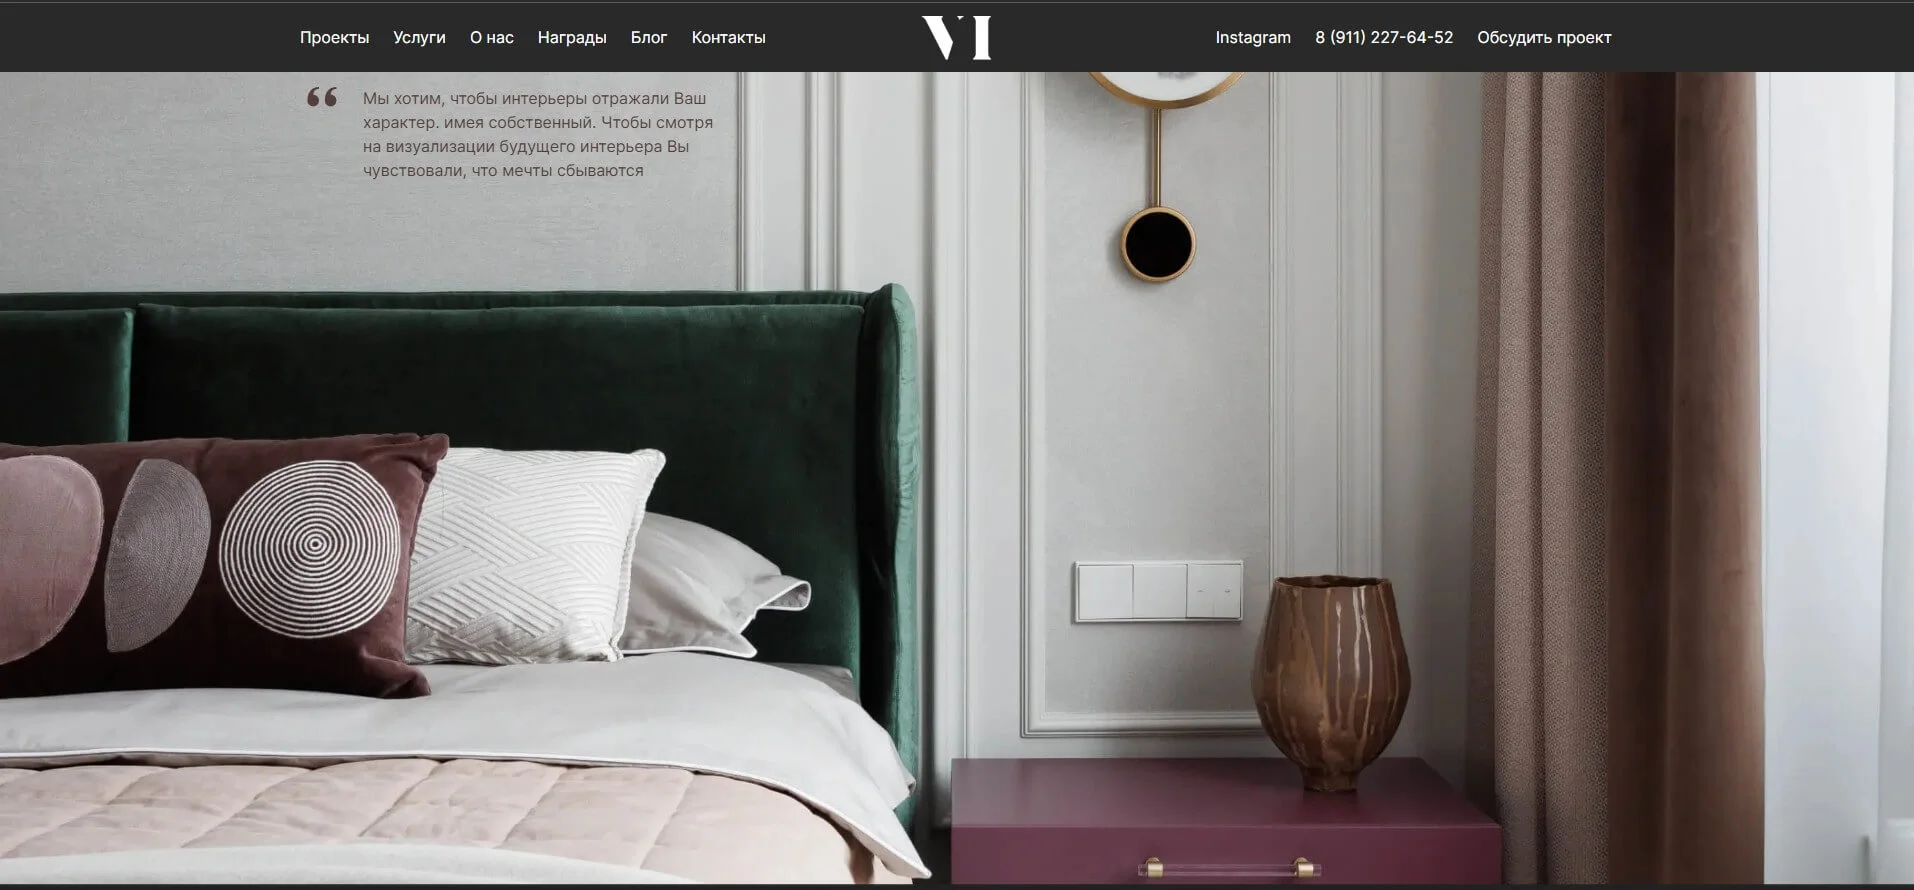 Проекты Услуги О нас Награды Блог Контакты VI Instagram 8 (911) 227-64-52 Обсудить проект
“ Мы хотим, чтобы интерьеры отражали Ваш
характер. имея собственный. Чтобы смотря
на визуализации будущего интерьера Вы
чувствовали, что мечты сбываются